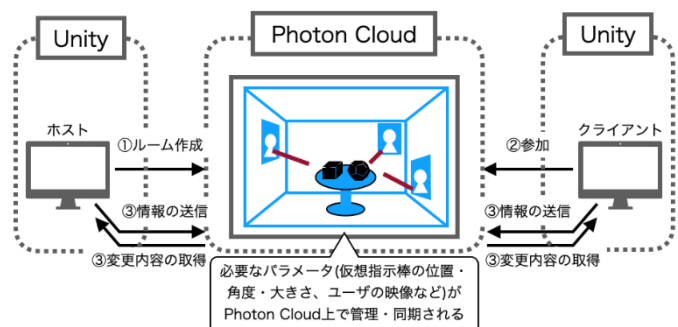 Unity
Photon Cloud
Unity
ホスト
クライアント
①ルーム作成
②参加
③情報の送信
③情報の送信
③変更内容の取得
③変更内容の取得
必要なパラメータ(仮想指示棒の位置・
角度・大きさ、ユーザの映像など)が
Photon Cloud上で管理・同期される